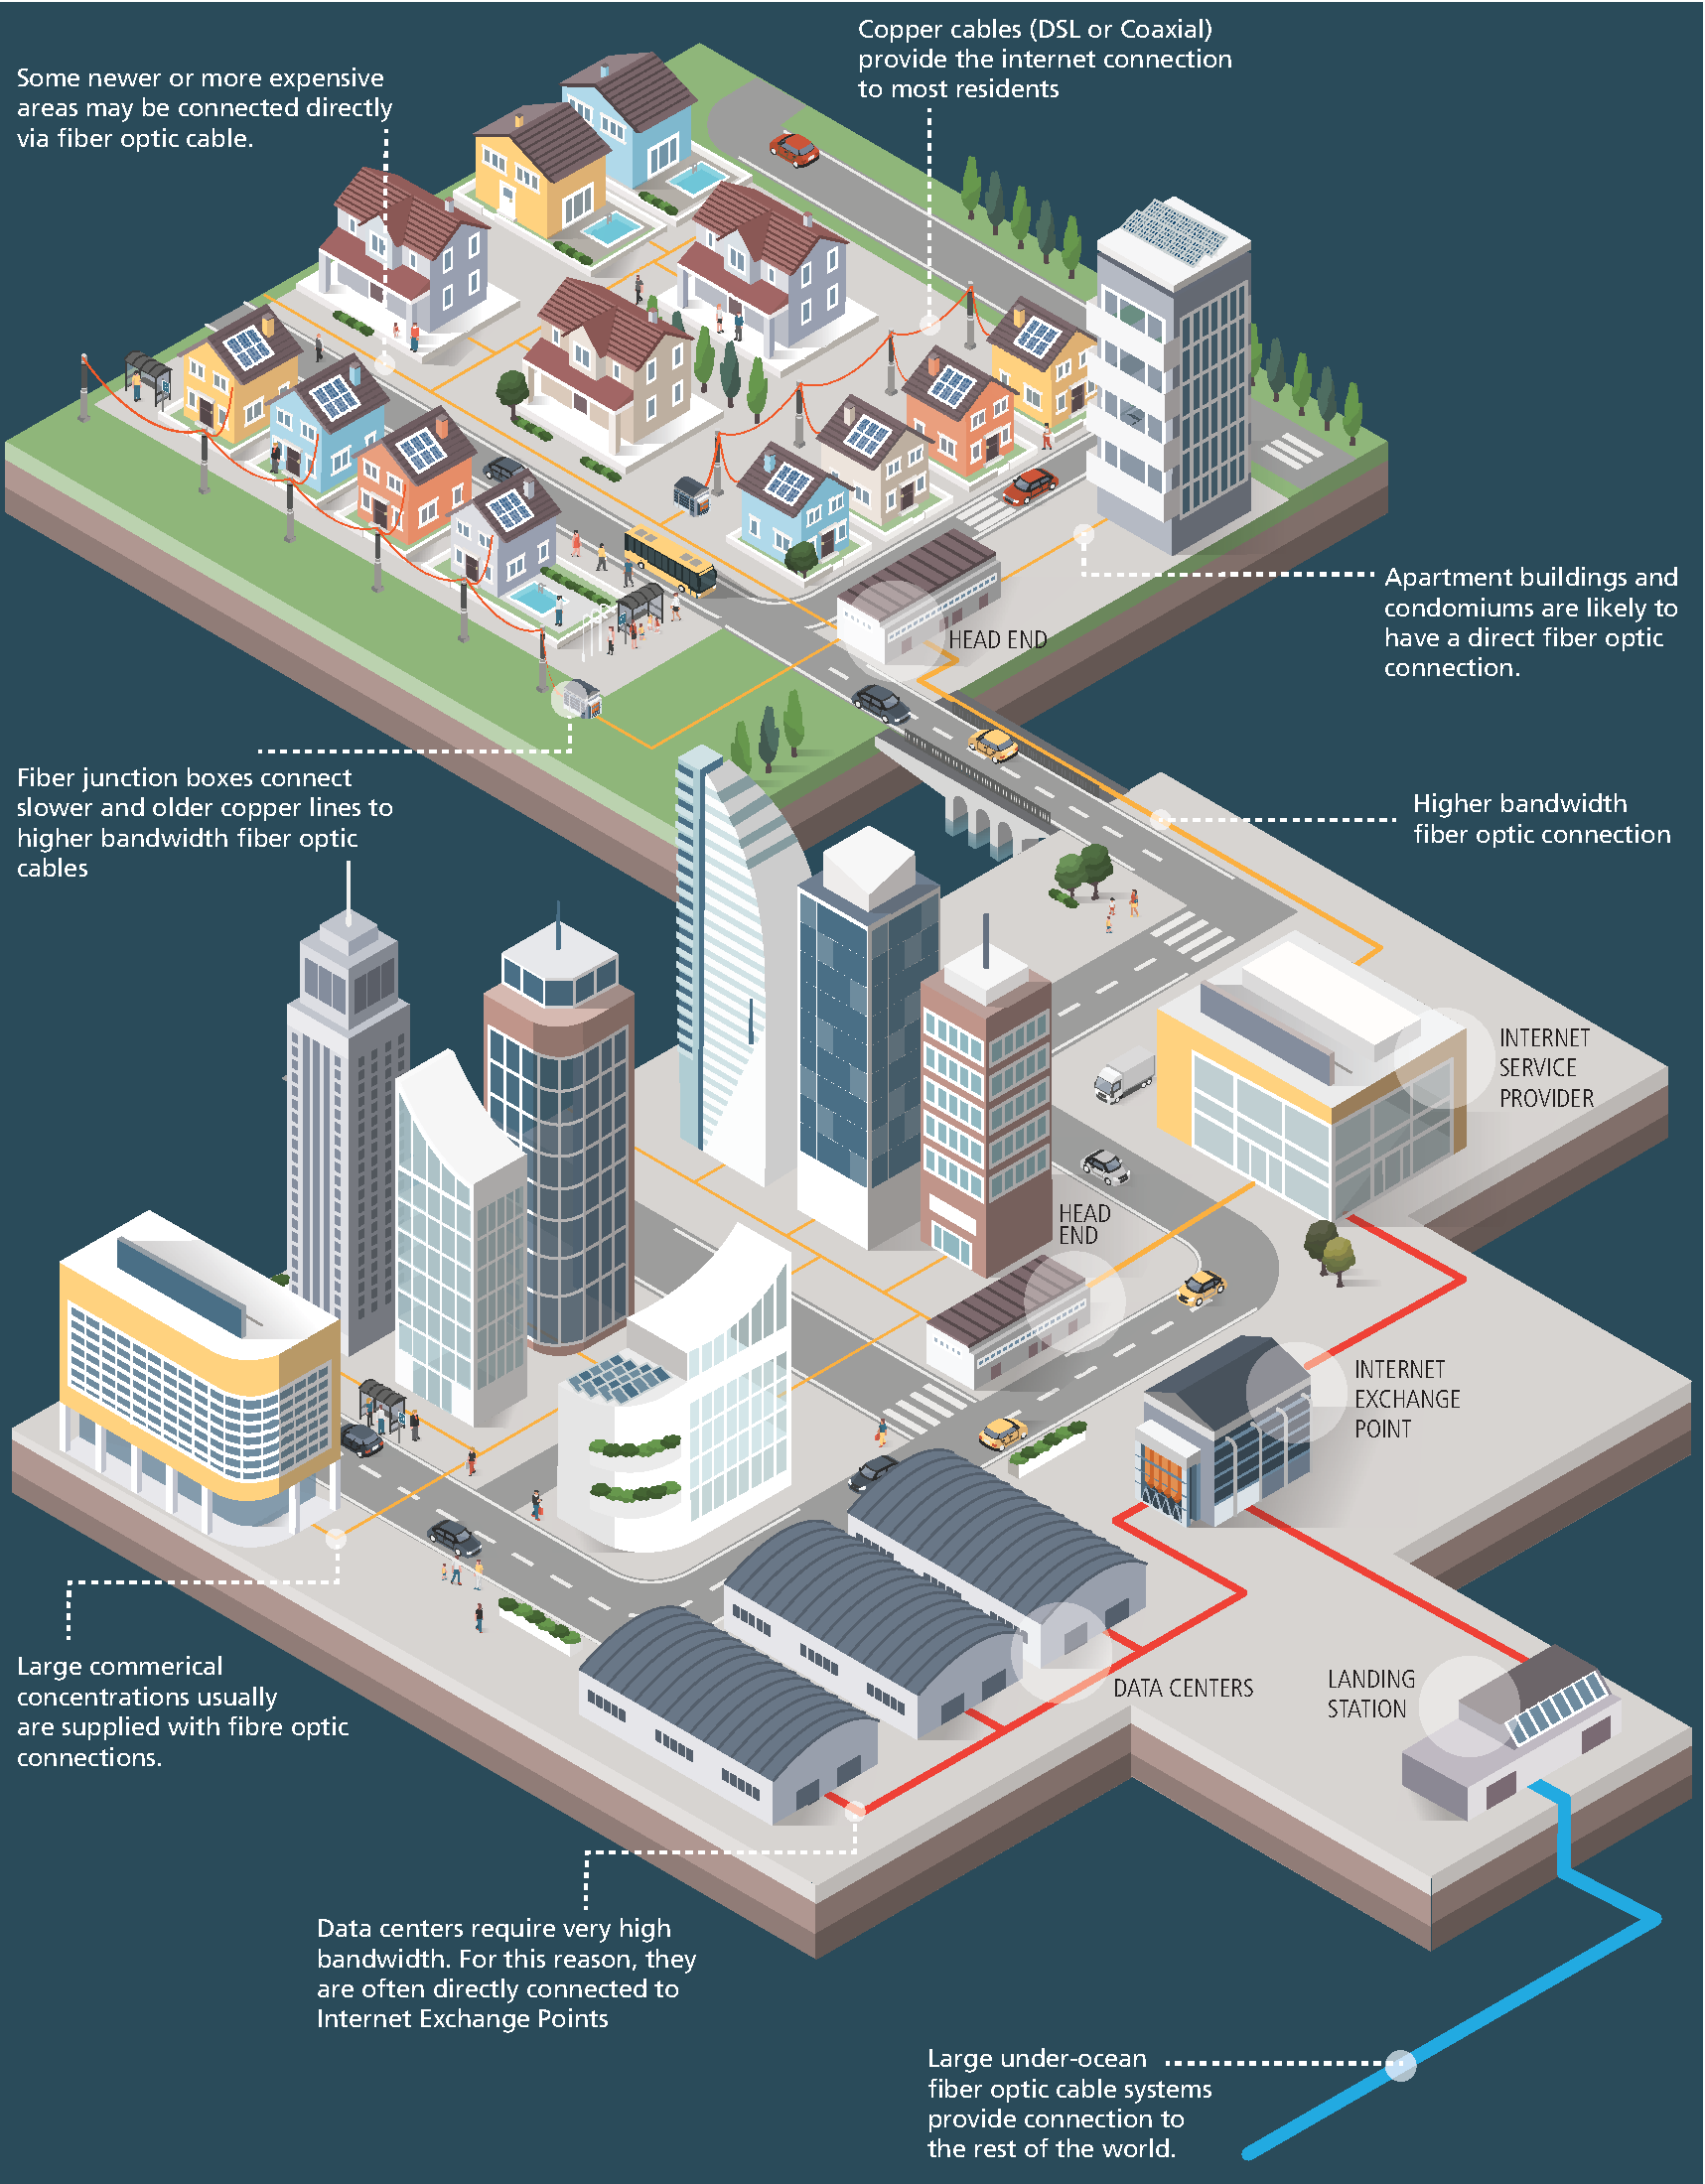 Copper cables (DSL or Coaxial)
provide the internet connection
to most residents
Some newer or more expensive
areas may be connected directly
via fiber optic cable.
Apartment buildings and
condomiums are likely to
have a direct fiber optic
connection.
HEAD END
Fiber junction boxes connect
slower and older copper lines to
higher bandwidth fiber optic
cables
Higher bandwidth
fiber optic connection
INTERNET
SERVICE
PROVIDER
HEAD
END
INTERNET
EXCHANGE
POINT
Large commerical
concentrations usually
are supplied with fibre optic
connections.
DATA CENTERS
LANDING
STATION
Data centers require very high
bandwidth. For this reason, they
are often directly connected to
Internet Exchange Points
Large under-ocean
fiber optic cable systems
provide connection to
the rest of the world.